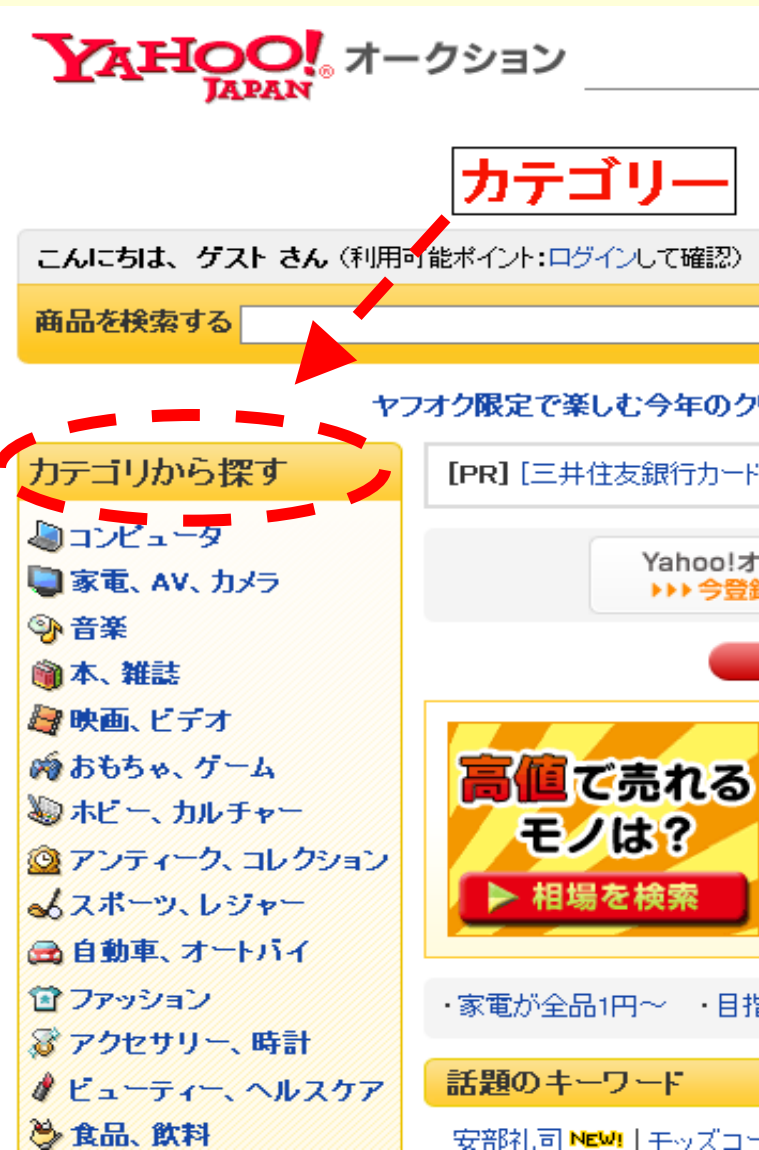 YAHOO!® オークション
JAPAN
カテゴリー
こんにちは、ゲスト さん（利用可能ポイント：ログインして確認）
商品を検索する
ヤフオク限定で楽しむ今年のク
カテゴリから探す
コンピュータ
家電、AV、カメラ
音楽
本、雑誌
映画、ビデオ
おもちゃ、ゲーム
ホビー、カルチャー
アンティーク、コレクション
スポーツ、レジャー
自動車、オートバイ
ファッション
アクセサリー、時計
ビューティー、ヘルスケア
食品、飲料
[PR] [三井住友銀行カード
Yahoo!オ
今登録
高値で売れる
モノは？
相場を検索
・家電が全品1円～ ・目指
話題のキーワード
安部礼司 NEW! | モッズコー